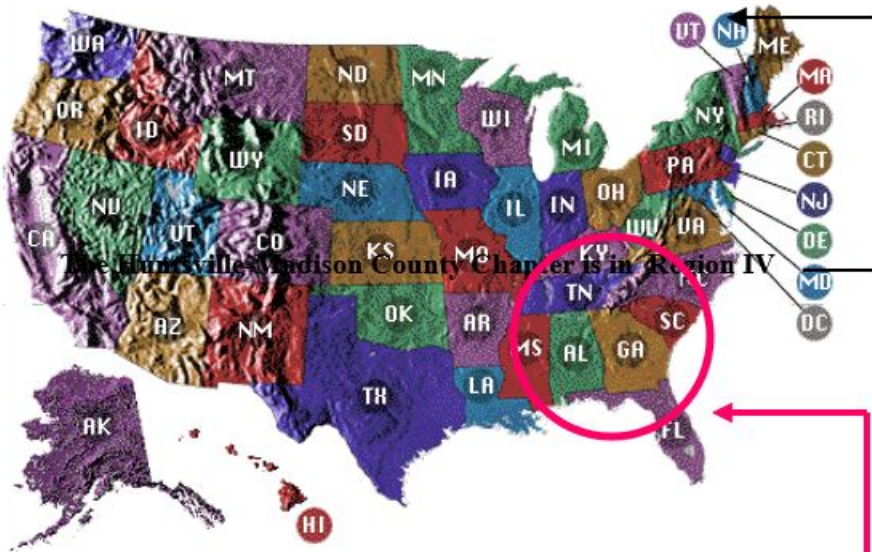 VT NH ME
WA MT ND MN
MA
OR ID SD WI MI NY RI
WY CT
NE IA PA
NV IL IN OH NJ
UT CO WV VA
CA KS MO KY DE
The Huntsville-Madison County Chapter is in Region IV
NC MD
AZ NM OK AR TN SC DC
MS AL GA
TX LA
AK FL
HI